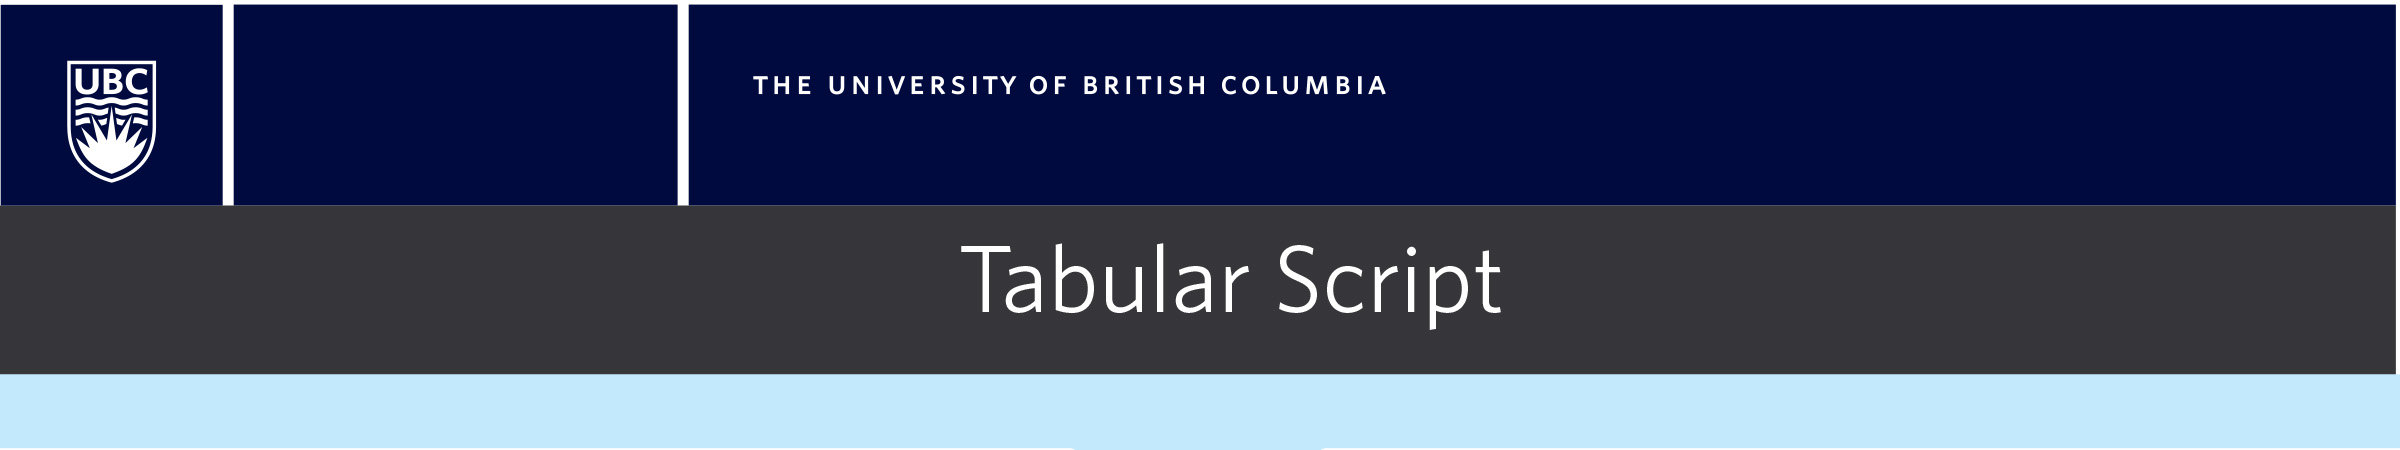 UBC
THE UNIVERSITY OF BRITISH COLUMBIA
Tabular Script